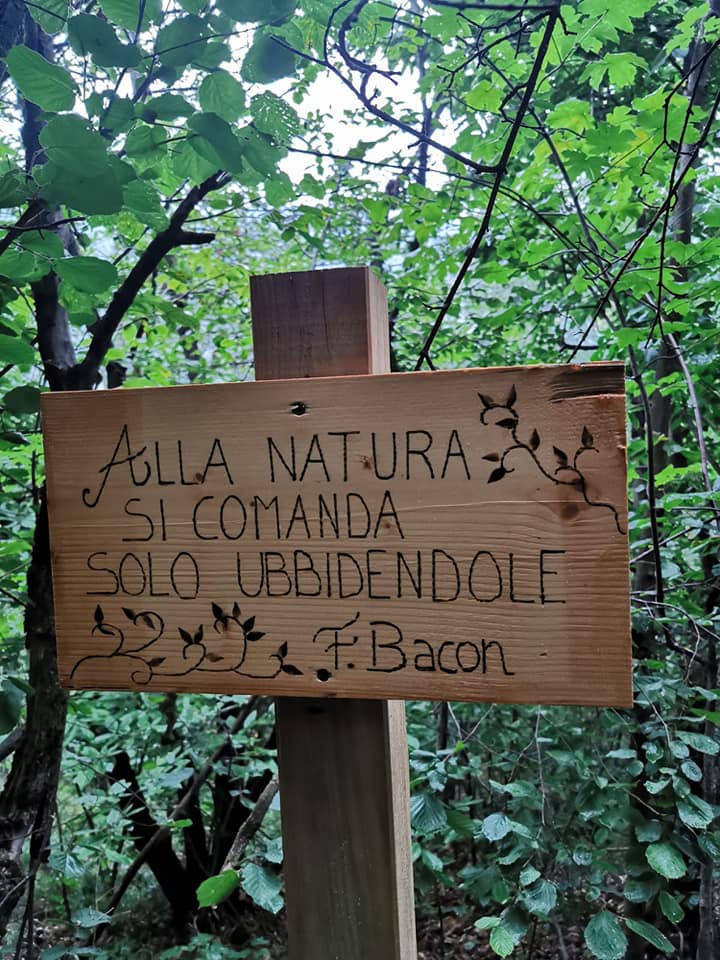 ALLA NATURA
SI COMANDA
SOLO UBBIDENDOLE
F. Bacon